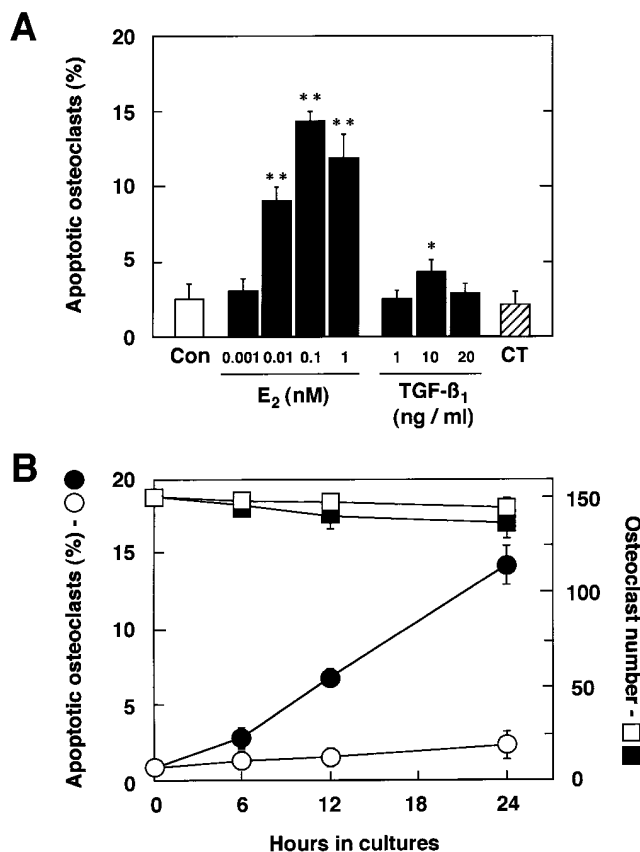 A
Apoptotic osteoclasts (%)
20
15
10
5
0
**
**
**
*
Con
0.001 0.01 0.1 1
1 10 20
CT
E₂ (nM)
TGF-ß₁
(ng / ml)
B
Apoptotic osteoclasts (%) -
Osteoclast number -
20
15
10
5
0
150
100
50
0
0 6 12 18 24
Hours in cultures